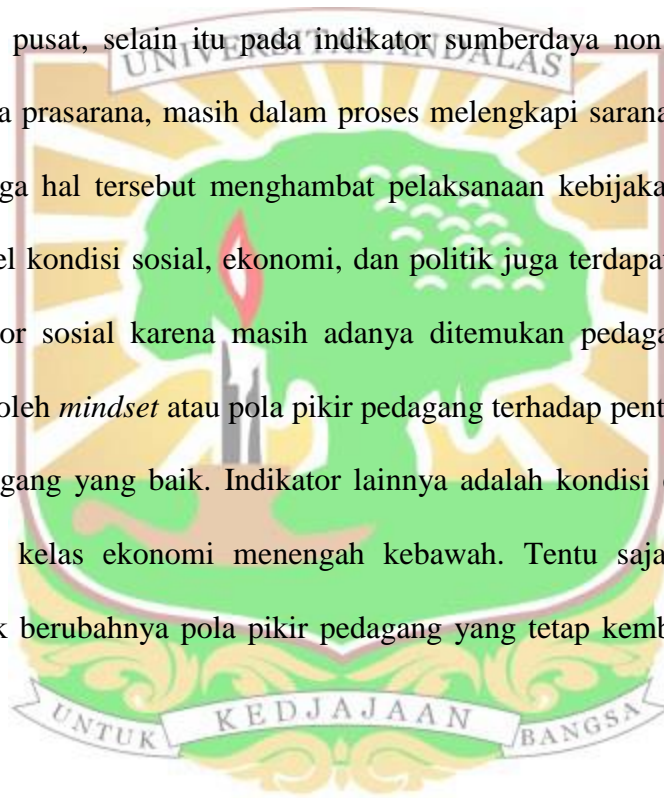 UNIVERSITAS ANDALAS
pusat, selain itu pada indikator sumberdaya non
a prasarana, masih dalam proses melengkapi sarana
ga hal tersebut menghambat pelaksanaan kebijaka
el kondisi sosial, ekonomi, dan politik juga terdapat
or sosial karena masih adanya ditemukan pedaga
oleh mindset atau pola pikir pedagang terhadap pent
gang yang baik. Indikator lainnya adalah kondisi
kelas ekonomi menengah kebawah. Tentu saja
k berubahnya pola pikir pedagang yang tetap kemb
UNTUK KEDJAJAAN BANGSA